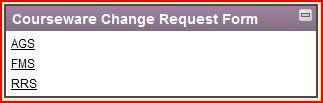 Courseware Change Request Form
AGS
FMS
RRS